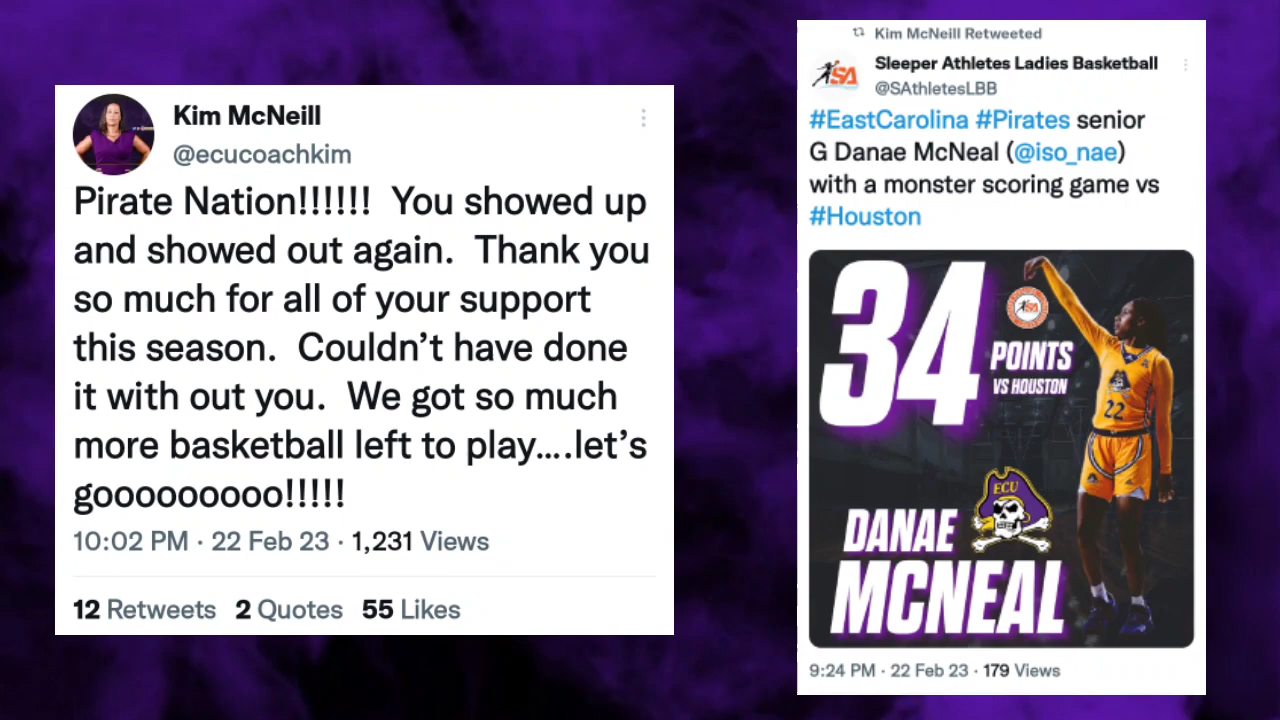 Kim McNeill
@ecucoachkim
Pirate Nation!!!!!!  You showed up
and showed out again.  Thank you
so much for all of your support
this season.  Couldn’t have done
it with out you.  We got so much
more basketball left to play....let’s
gooooooooo!!!!!
10:02 PM · 22 Feb 23 · 1,231 Views
12 Retweets 2 Quotes 55 Likes
Kim McNeill Retweeted
SA
Sleeper Athletes Ladies Basketball
@SAthletesLBB
#EastCarolina #Pirates senior
G Danae McNeal (@iso_nae)
with a monster scoring game vs
#Houston
34
POINTS
VS HOUSTON
22
ECU
DANAE
MCNEAL
9:24 PM · 22 Feb 23 · 179 Views